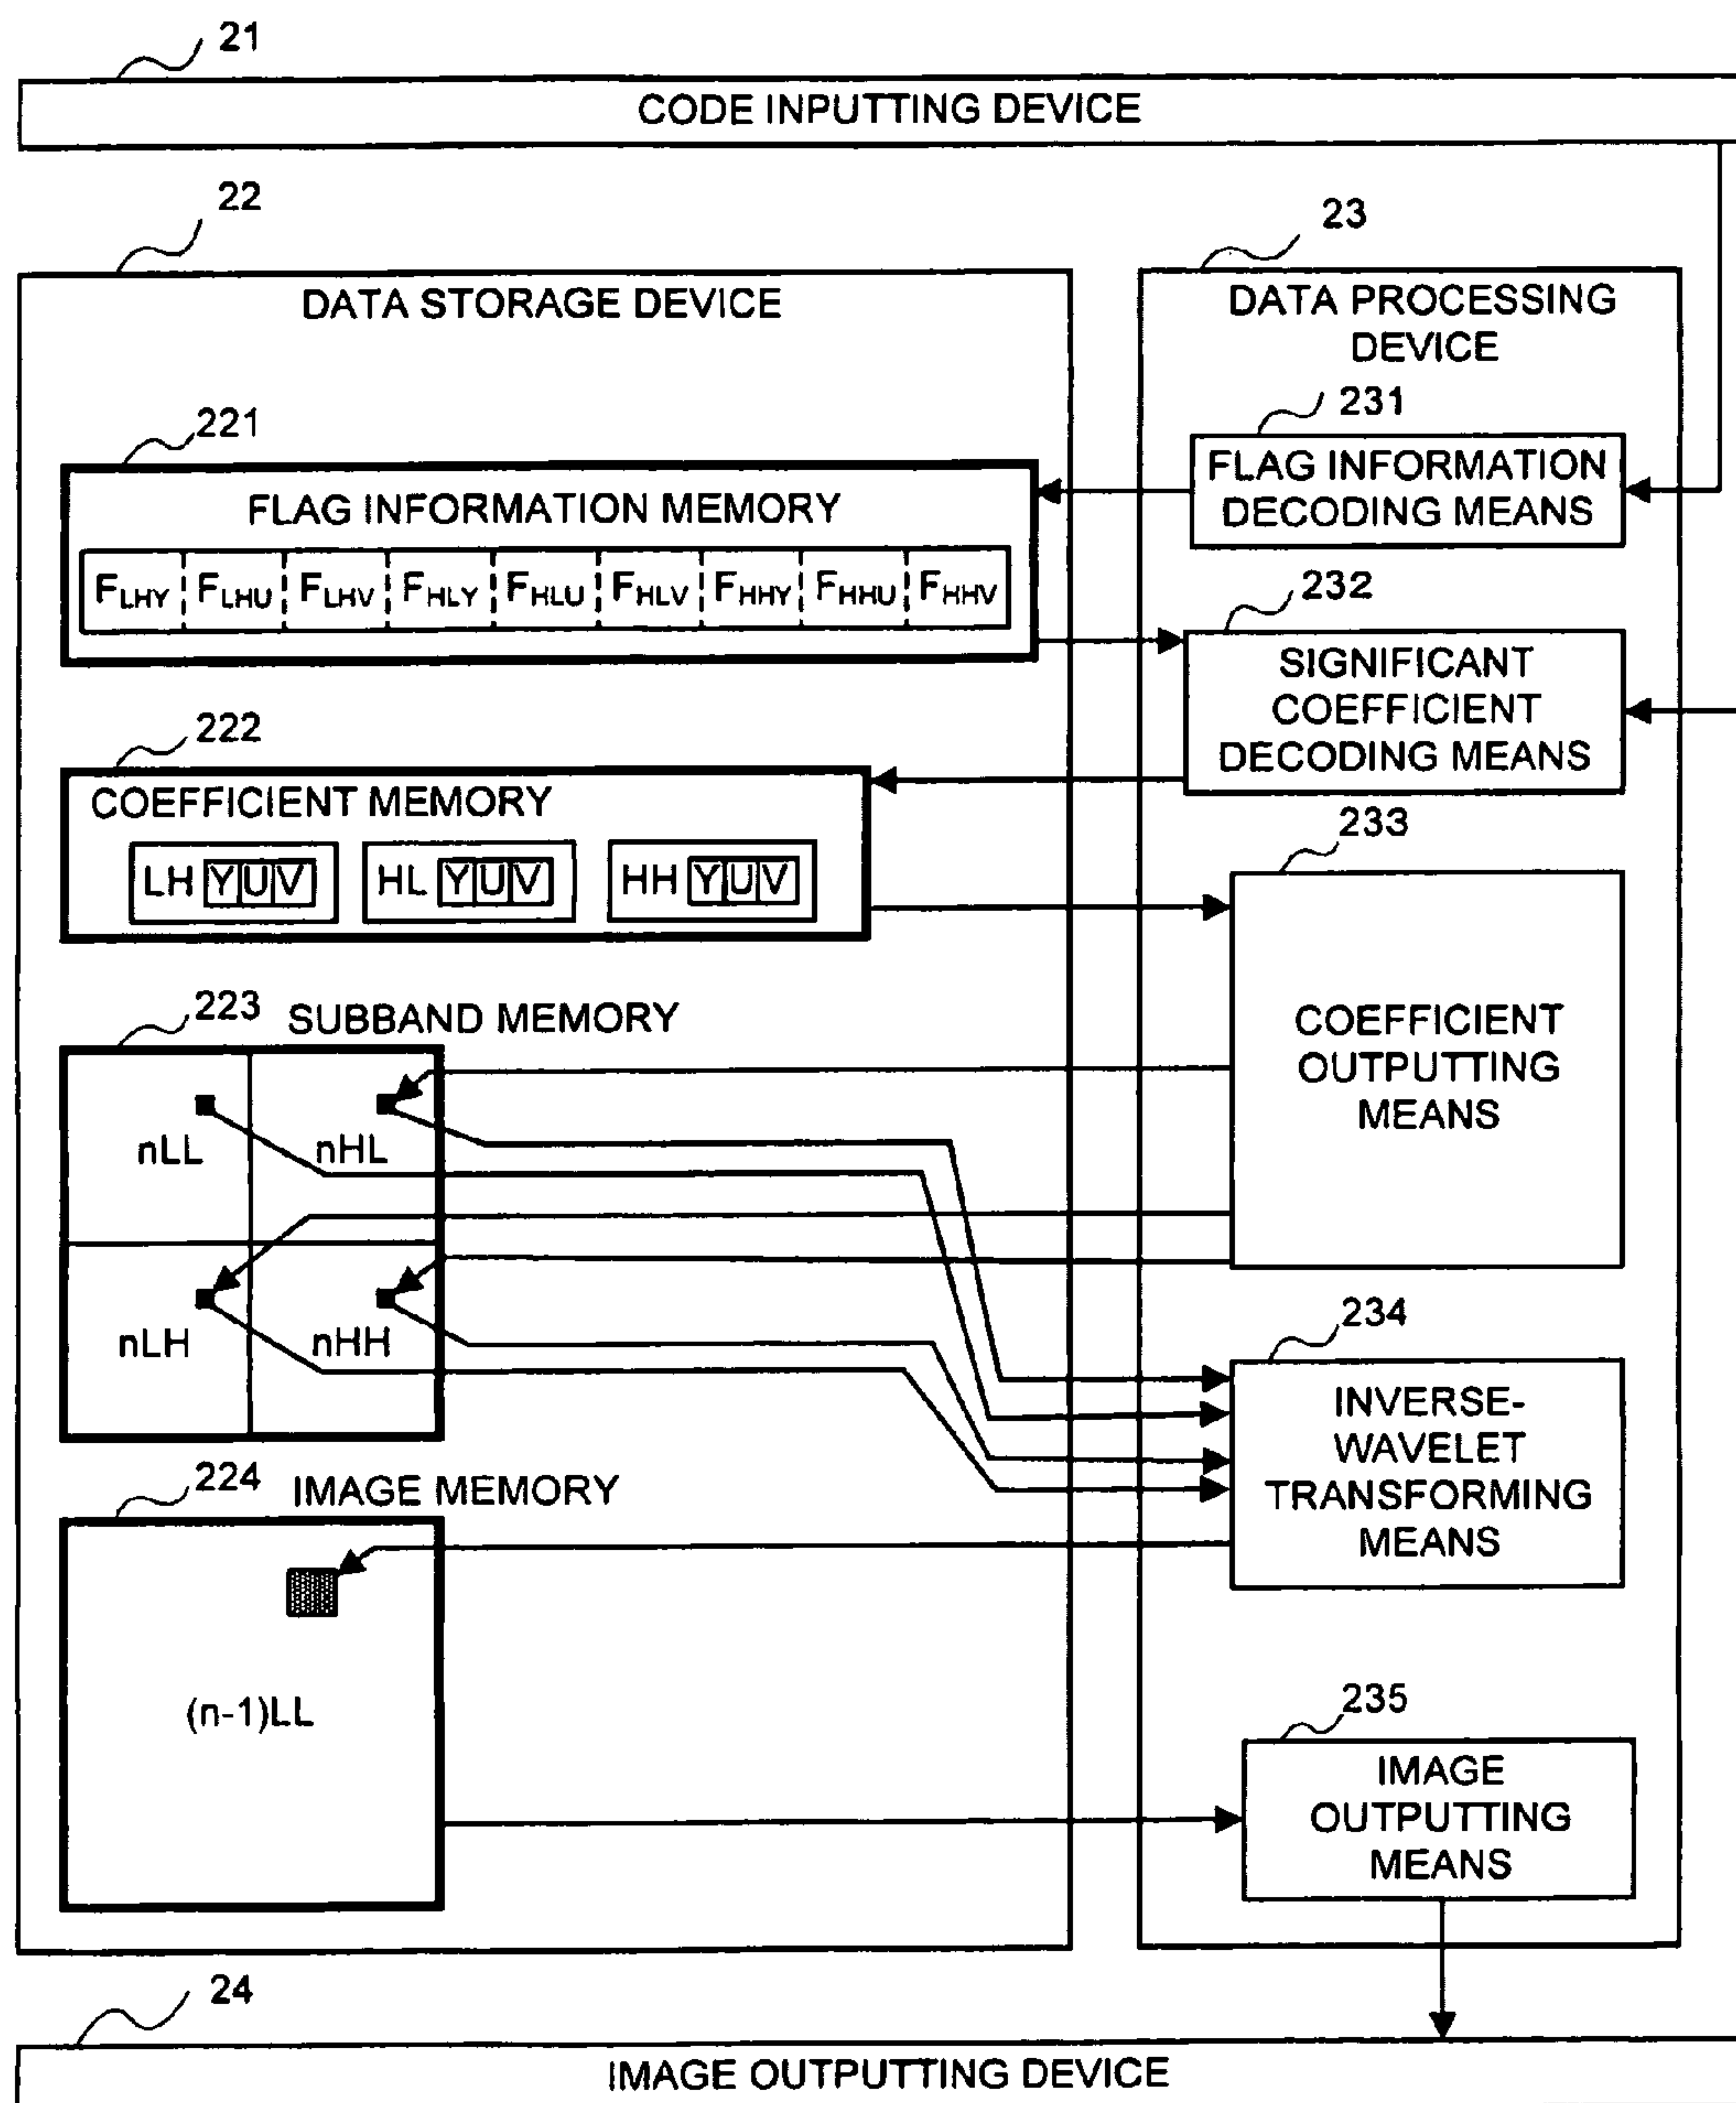 21
CODE INPUTTING DEVICE
22
23
DATA STORAGE DEVICE
DATA PROCESSING
DEVICE
221
231
FLAG INFORMATION MEMORY
FLAG INFORMATION
DECODING MEANS
FLHY FLHU FLHV FHLY FHLU FHLV FHHY FHHU FHHV
232
SIGNIFICANT
COEFFICIENT
DECODING MEANS
222
COEFFICIENT MEMORY
LH Y U V HL Y U V HH Y U V
233
COEFFICIENT
OUTPUTTING
MEANS
223
SUBBAND MEMORY
nLL nHL
nLH nHH
234
INVERSE-
WAVELET
TRANSFORMING
MEANS
224
IMAGE MEMORY
(n-1)LL
235
IMAGE
OUTPUTTING
MEANS
24
IMAGE OUTPUTTING DEVICE